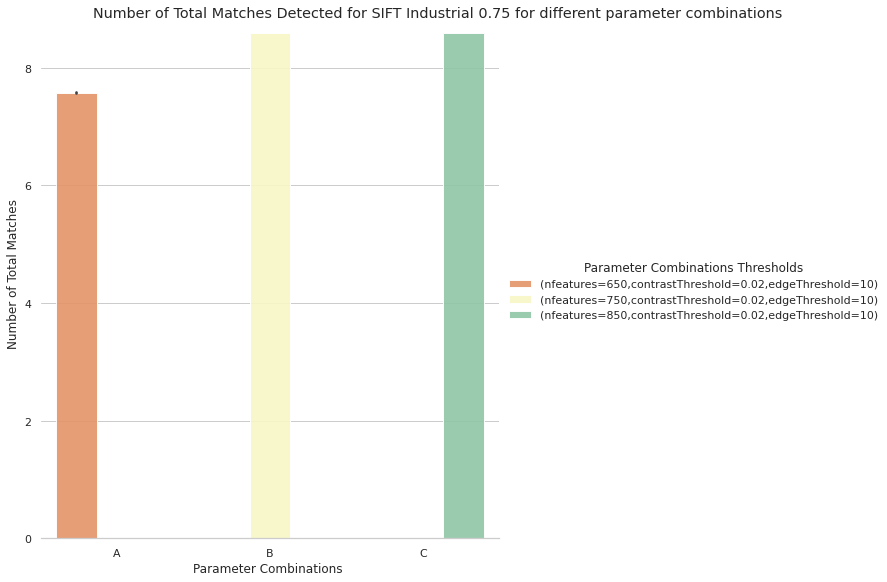 Number of Total Matches Detected for SIFT Industrial 0.75 for different parameter combinations
8
6
4
2
0
Number of Total Matches
A B C
Parameter Combinations
Parameter Combinations Thresholds
(nfeatures=650,contrastThreshold=0.02,edgeThreshold=10)
(nfeatures=750,contrastThreshold=0.02,edgeThreshold=10)
(nfeatures=850,contrastThreshold=0.02,edgeThreshold=10)